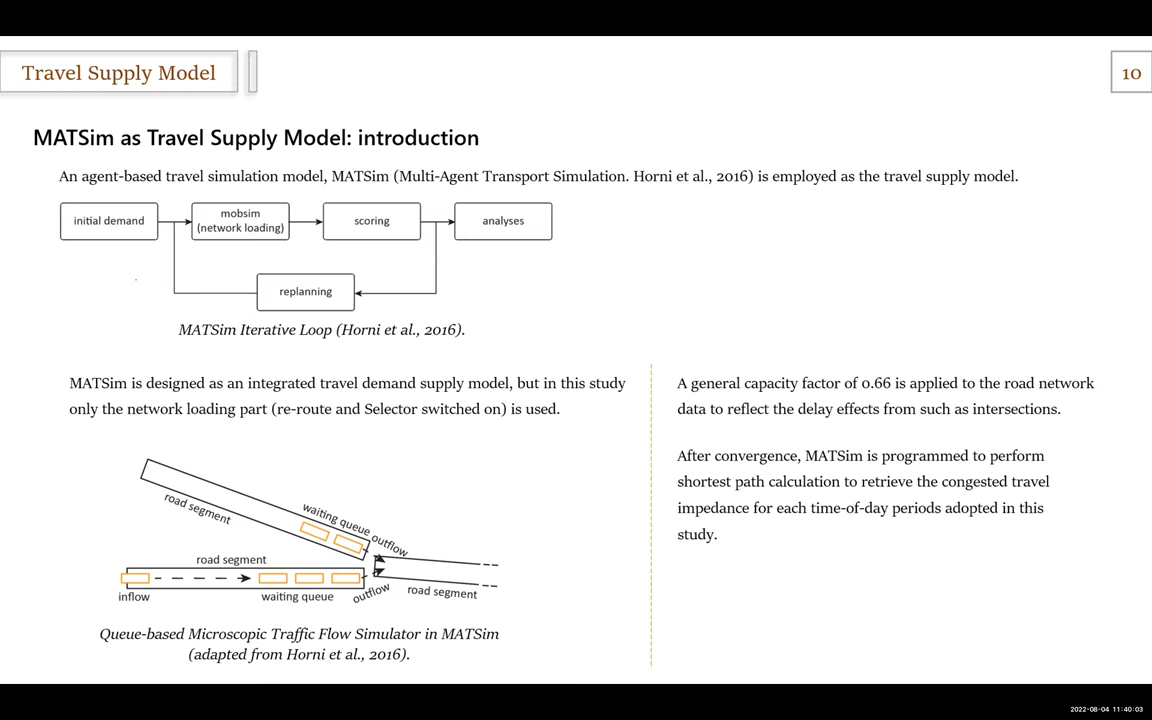 Travel Supply Model
10
MATSim as Travel Supply Model: introduction
An agent-based travel simulation model, MATSim (Multi-Agent Transport Simulation. Horni et al., 2016) is employed as the travel supply model.
initial demand
mobsim
(network loading)
scoring
analyses
replanning
MATSim Iterative Loop (Horni et al., 2016).
MATSim is designed as an integrated travel demand supply model, but in this study
only the network loading part (re-route and Selector switched on) is used.
road segment
waiting queue
outflow
road segment
inflow
waiting queue
outflow
road segment
Queue-based Microscopic Traffic Flow Simulator in MATSim
(adapted from Horni et al., 2016).
A general capacity factor of 0.66 is applied to the road network
data to reflect the delay effects from such as intersections.
After convergence, MATSim is programmed to perform
shortest path calculation to retrieve the congested travel
impedance for each time-of-day periods adopted in this
study.
2022-08-04 11:40:03